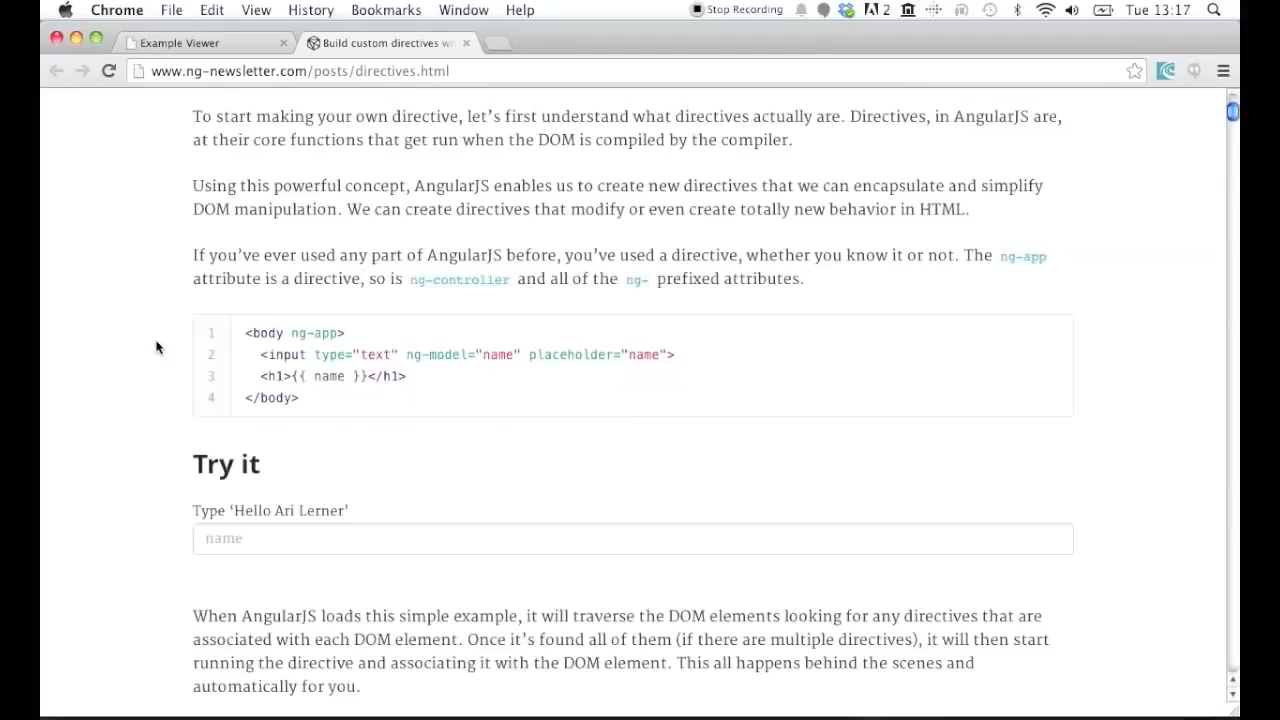 Chrome File Edit View History Bookmarks Window Help Stop Recording 2 Tue 13:17
Example Viewer Build custom directives wi
www.ng-newsletter.com/posts/directives.html
To start making your own directive, let’s first understand what directives actually are. Directives, in AngularJS are,
at their core functions that get run when the DOM is compiled by the compiler.
Using this powerful concept, AngularJS enables us to create new directives that we can encapsulate and simplify
DOM manipulation. We can create directives that modify or even create totally new behavior in HTML.
If you’ve ever used any part of AngularJS before, you’ve used a directive, whether you know it or not. The ng-app
attribute is a directive, so is ng-controller and all of the ng- prefixed attributes.
1 <body ng-app>
2 <input type="text" ng-model="name" placeholder="name">
3 <h1>{{ name }}</h1>
4 </body>
Try it
Type ‘Hello Ari Lerner’
name
When AngularJS loads this simple example, it will traverse the DOM elements looking for any directives that are
associated with each DOM element. Once it’s found all of them (if there are multiple directives), it will then start
running the directive and associating it with the DOM element. This all happens behind the scenes and
automatically for you.